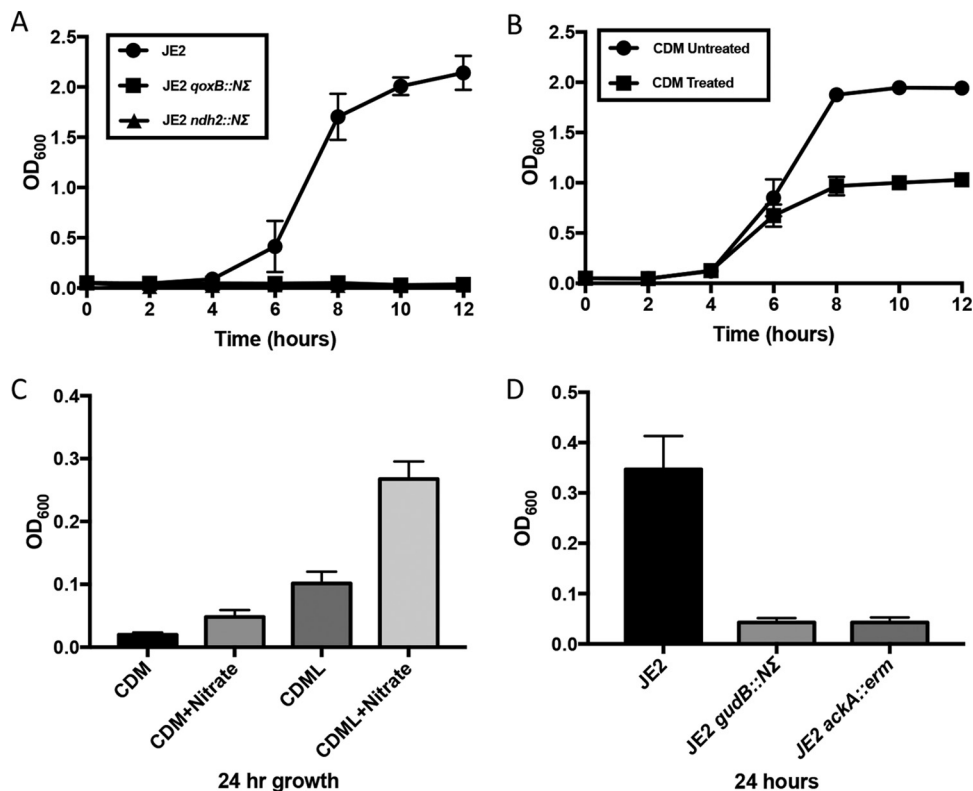 A
JE2
JE2 qoxB::NΣ
JE2 ndh2::NΣ
2.5
2.0
1.5
1.0
0.5
0.0
OD600
0 2 4 6 8 10 12
Time (hours)
B
CDM Untreated
CDM Treated
2.5
2.0
1.5
1.0
0.5
0.0
OD600
0 2 4 6 8 10 12
Time (hours)
C
0.4
0.3
0.2
0.1
0.0
OD600
CDM
CDM+Nitrate
CDML
CDML+Nitrate
24 hr growth
D
0.5
0.4
0.3
0.2
0.1
0.0
OD600
JE2
JE2 gudB::NΣ
JE2 ackA::erm
24 hours